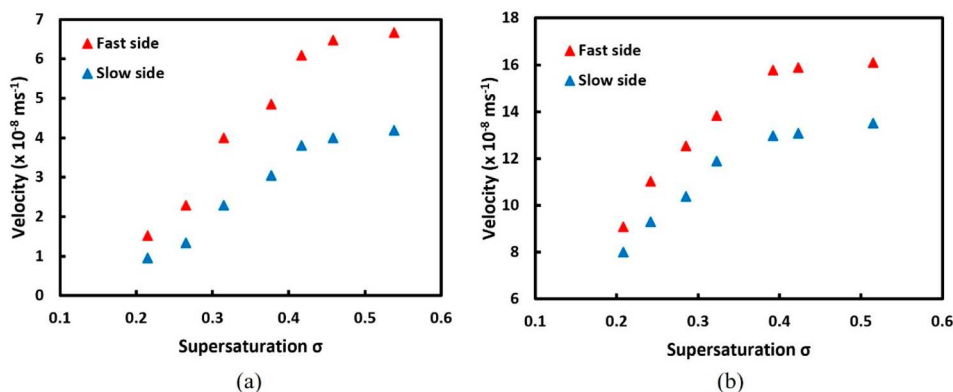 7
6
5
4
3
2
1
0
Velocity (x 10-8 ms-1)
Fast side
Slow side
0.1 0.2 0.3 0.4 0.5 0.6
Supersaturation σ
(a)
18
16
14
12
10
8
6
Velocity (x 10-8 ms-1)
Fast side
Slow side
0.1 0.2 0.3 0.4 0.5 0.6
Supersaturation σ
(b)